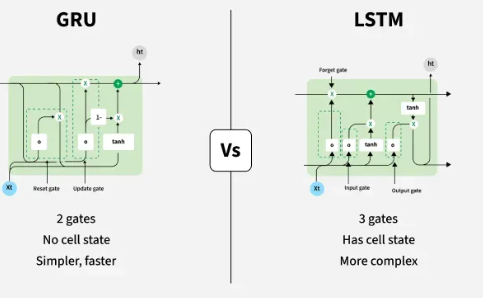 GRU
ht
x
+
1-
x
x
o
o
tanh
Xt
Reset gate
Update gate
2 gates
No cell state
Simpler, faster
Vs
LSTM
ht
Forget gate
x
+
tanh
x
x
o
o
tanh
o
Xt
Input gate
Output gate
3 gates
Has cell state
More complex